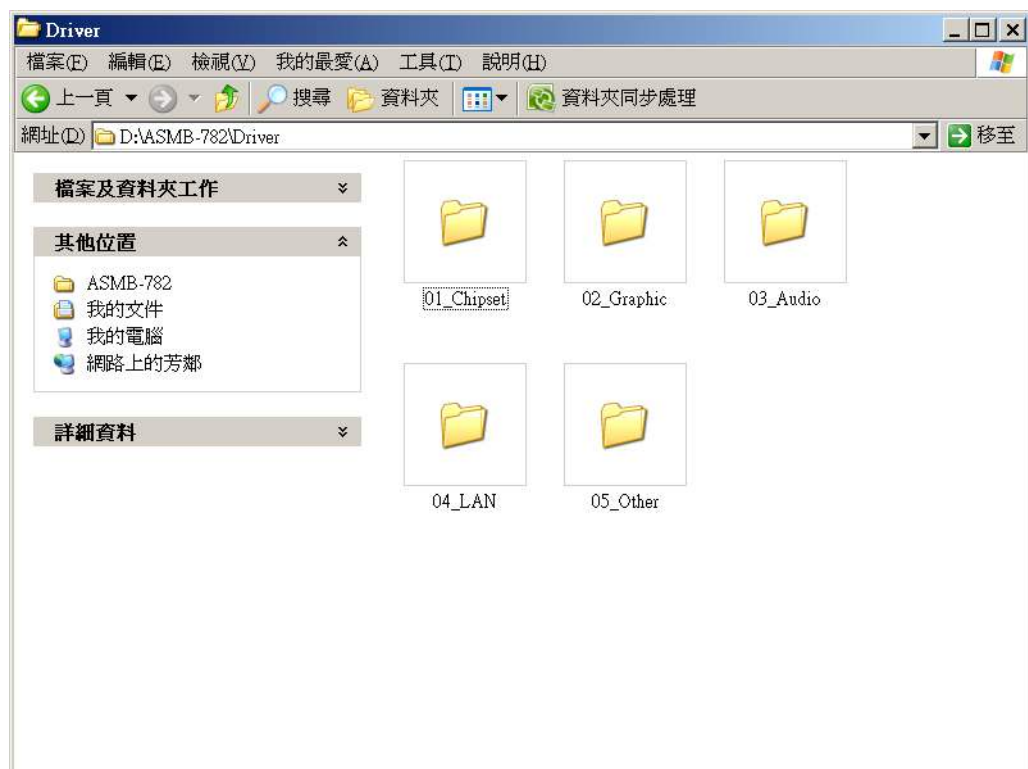 Driver
檔案(F) 編輯(E) 檢視(V) 我的最愛(A) 工具(T) 說明(H)
上一頁 搜尋 資料夾 資料夾同步處理
網址(D) D:\ASMB-782\Driver 移至
檔案及資料夾工作
其他位置
ASMB-782
我的文件
我的電腦
網路上的芳鄰
詳細資料
01_Chipset 02_Graphic 03_Audio
04_LAN 05_Other